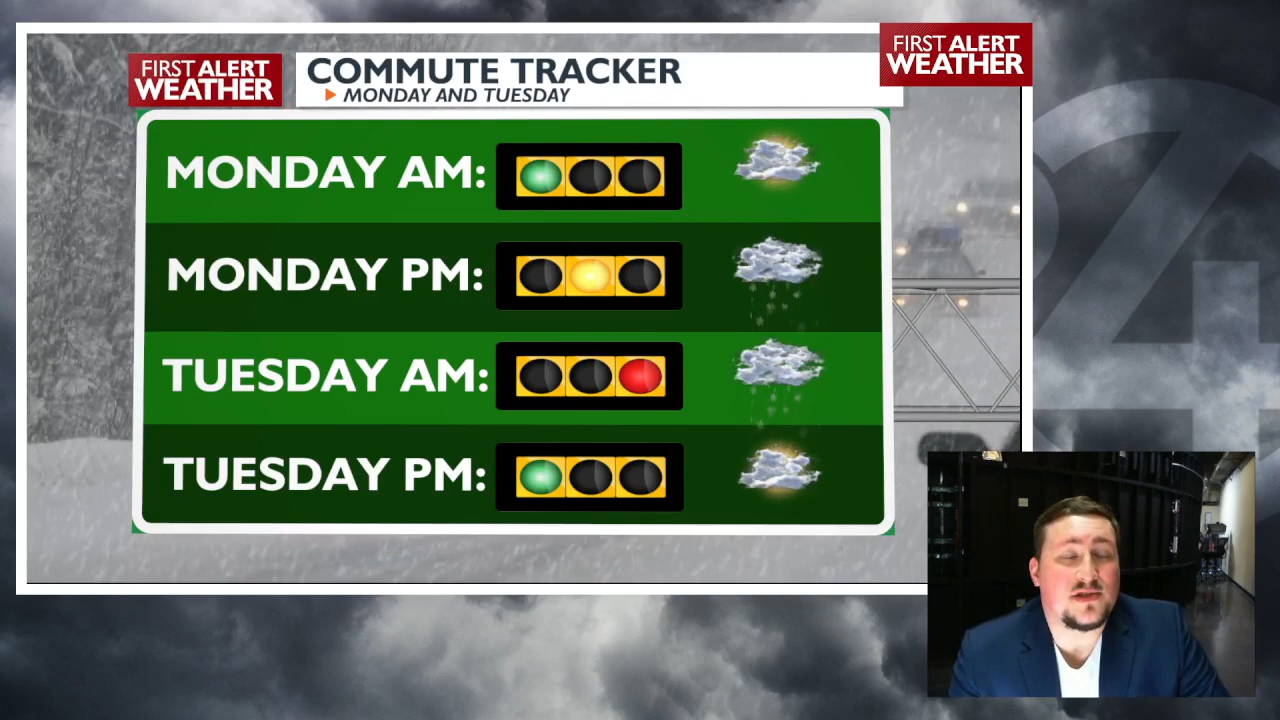 FIRST ALERT
WEATHER
COMMUTE TRACKER
MONDAY AND TUESDAY
FIRST ALERT
WEATHER
MONDAY AM:
MONDAY PM:
TUESDAY AM:
TUESDAY PM:
24